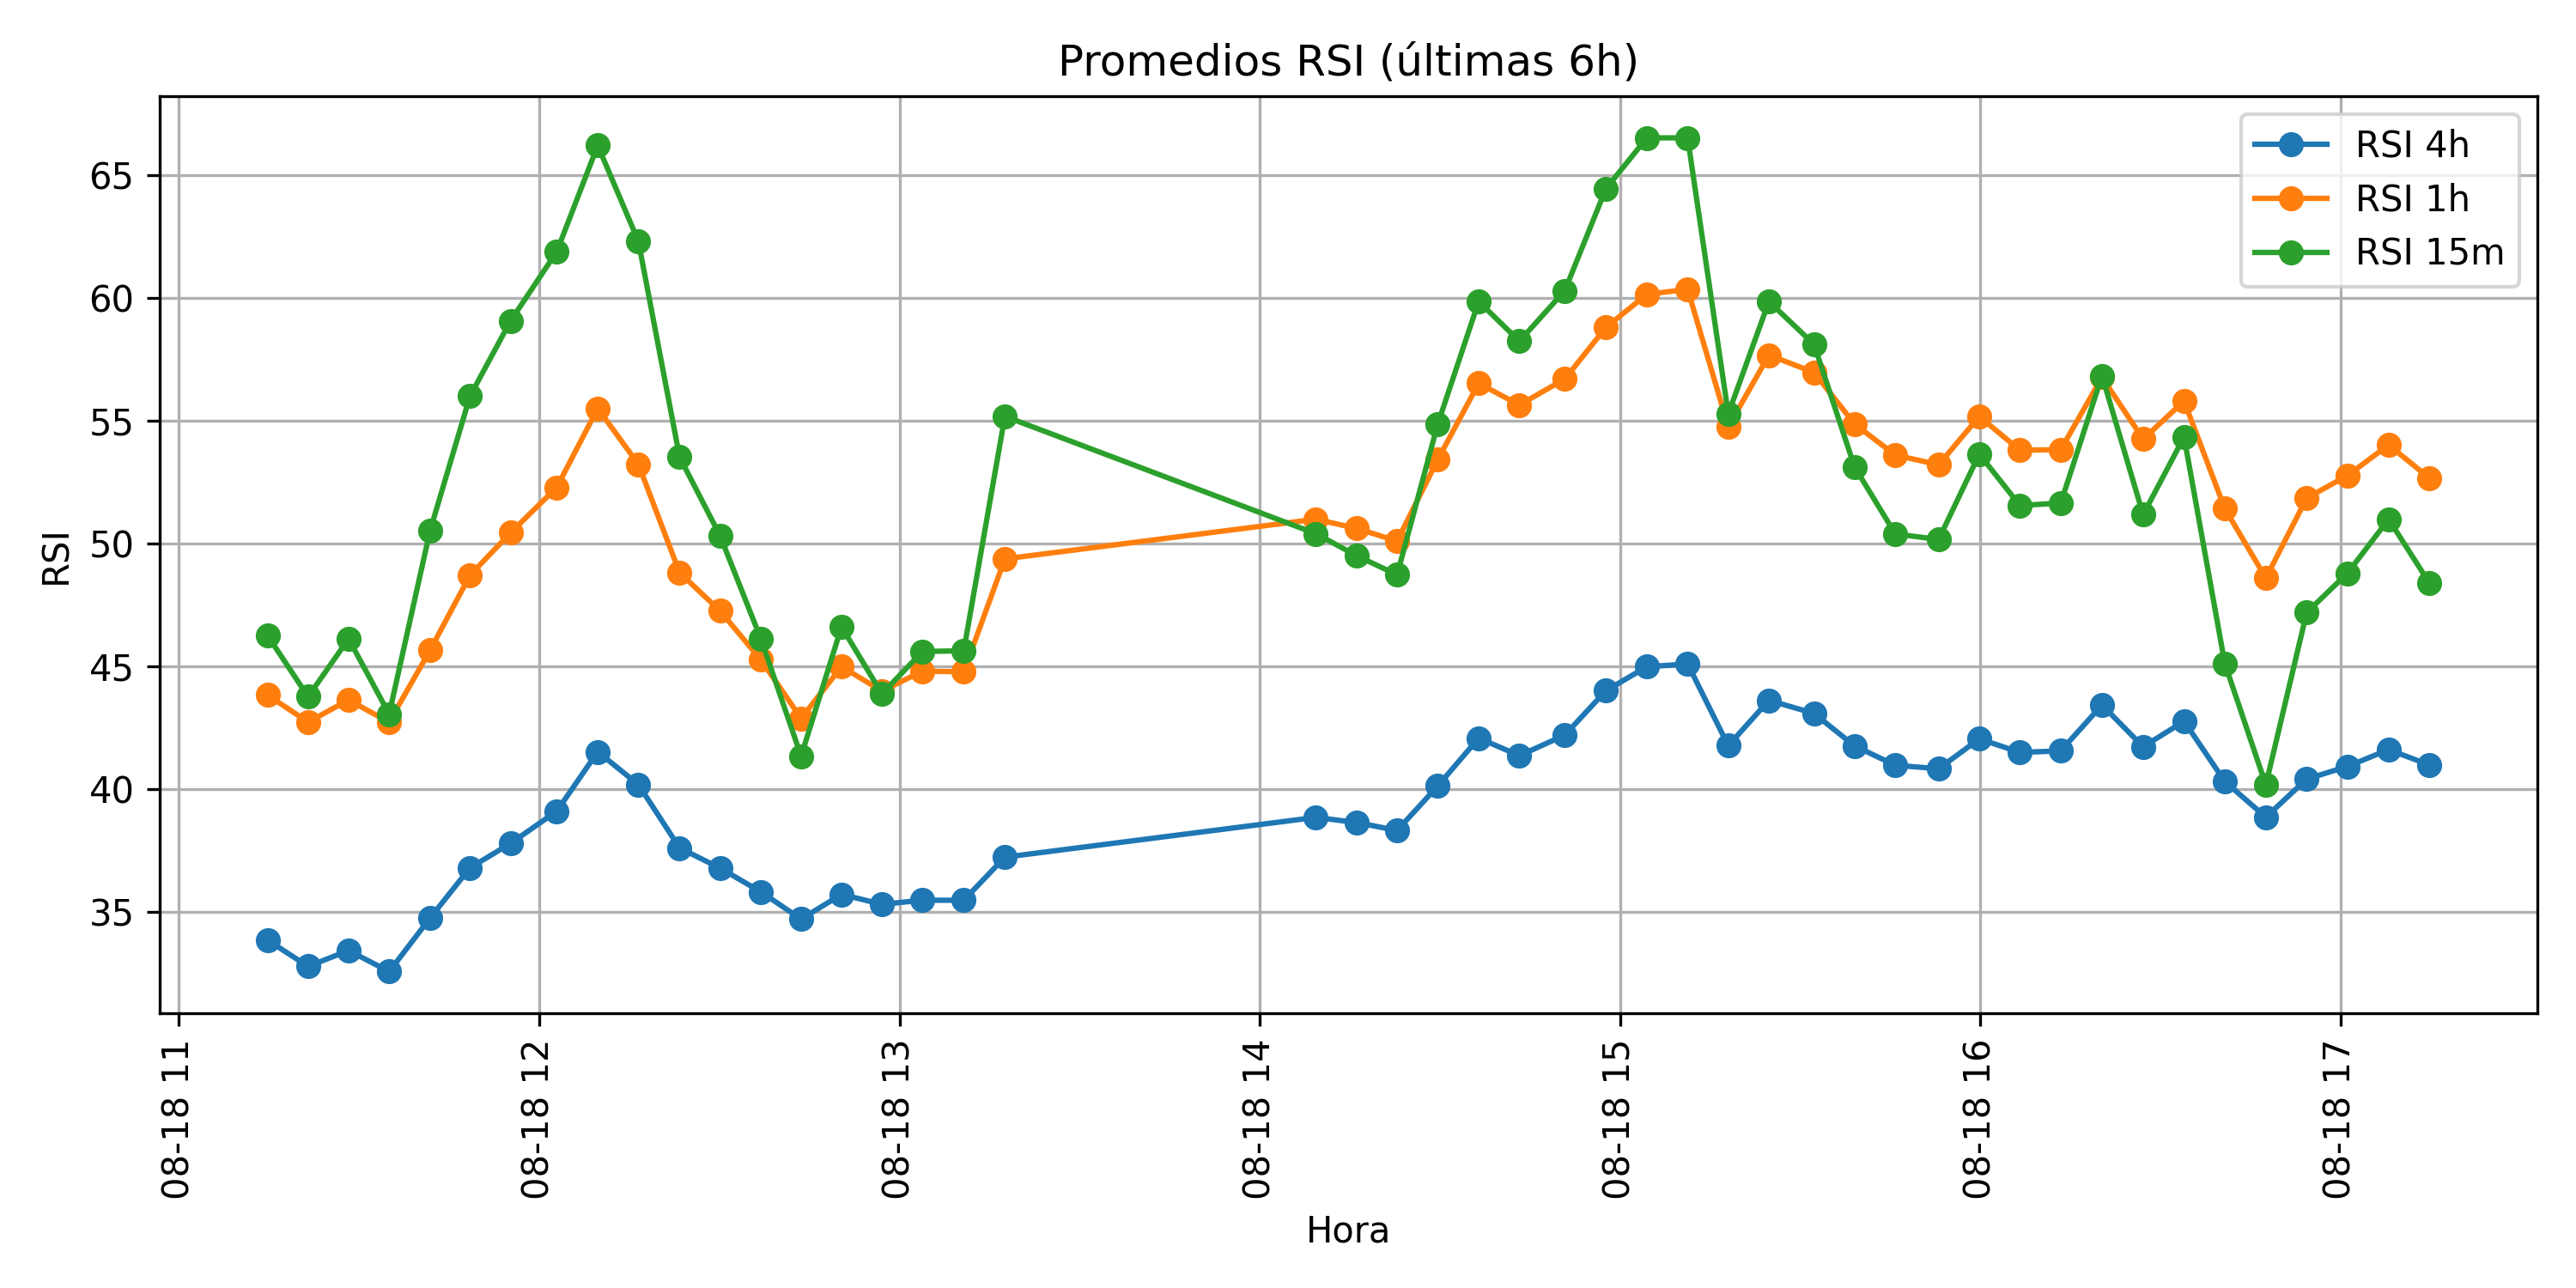 Promedios RSI (últimas 6h)
RSI 4h
RSI 1h
RSI 15m
RSI
65
60
55
50
45
40
35
08-18 11
08-18 12
08-18 13
08-18 14
08-18 15
08-18 16
08-18 17
Hora